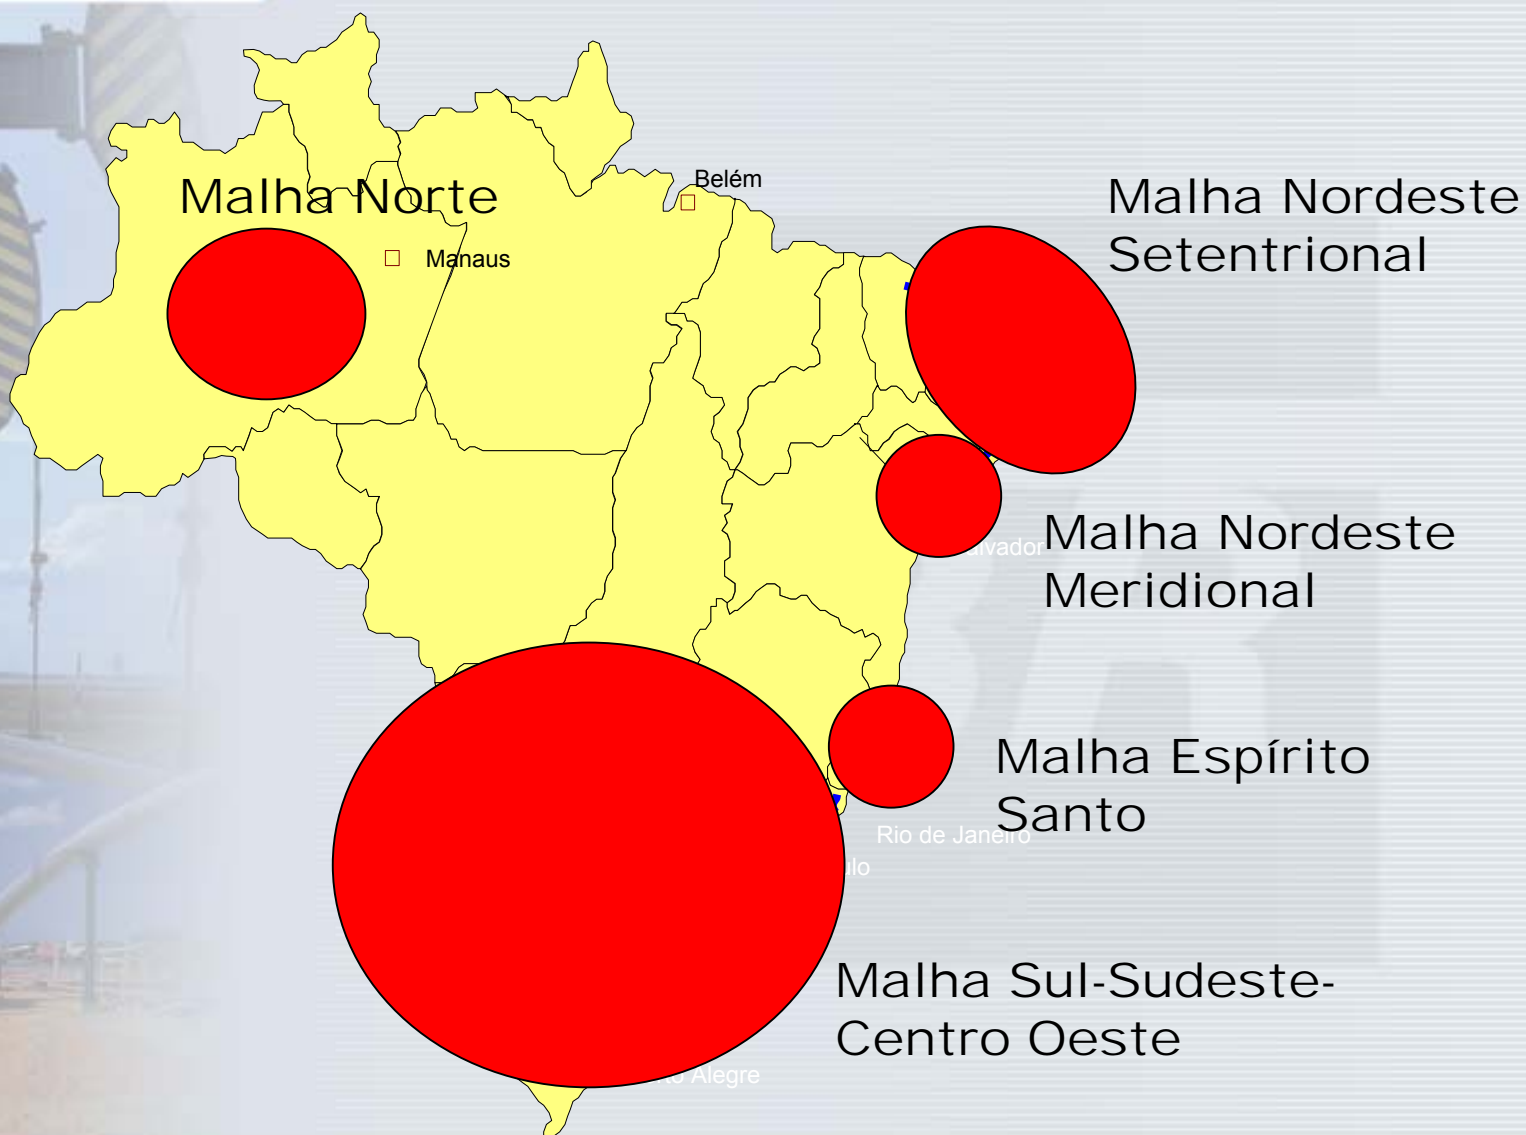 Belém
Malha Norte
Manaus
Malha Nordeste
Setentrional
Malha Nordeste
Meridional
Malha Espírito
Santo
Rio de Janeiro
Malha Sul-Sudeste-
Centro Oeste
Alegre